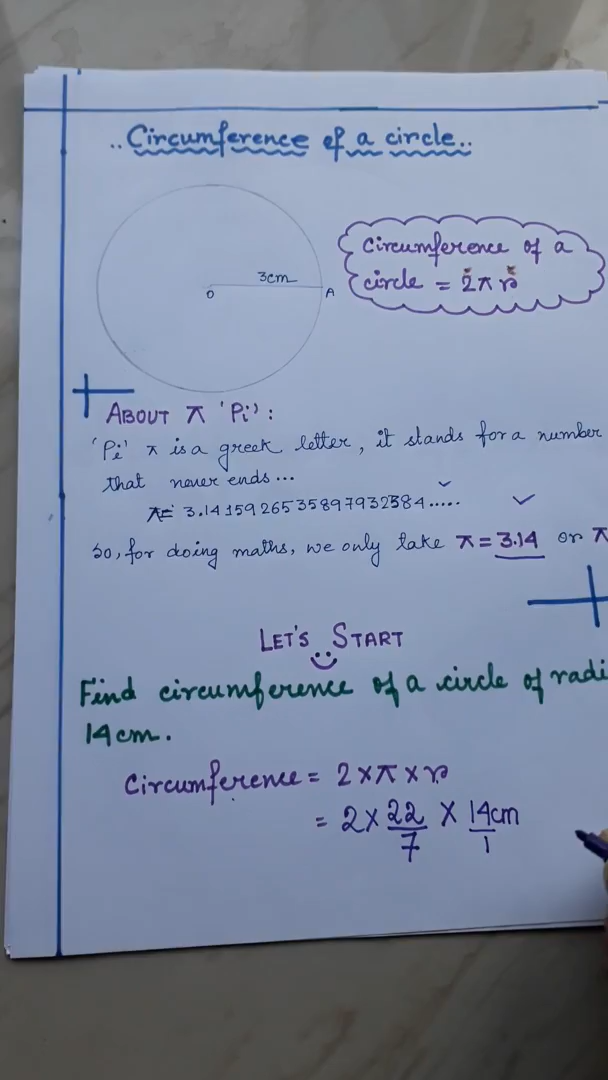 ..Circumference of a circle..
3cm
O
A
Circumference of a
circle = 2πr
ABOUT π 'Pi':
'Pi' π is a greek letter, it stands for a number
that never ends...
π= 3.1415926535897932384.....
So, for doing maths, we only take π = 3.14 or π
LET'S START
Find circumference of a circle of radi
14cm.
Circumference = 2 × π × r
= 2 × 22/7 × 14cm/1